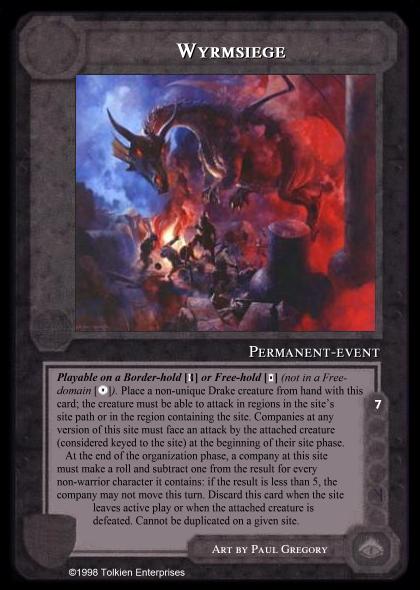 WYRMSIEGE
PERMANENT-EVENT
Playable on a Border-hold [] or Free-hold [] (not in a Free-
domain []). Place a non-unique Drake creature from hand with this
card; the creature must be able to attack in regions in the site's
site path or in the region containing the site. Companies at any
version of this site must face an attack by the attached creature
(considered keyed to the site) at the beginning of their site phase.
At the end of the organization phase, a company at this site
must make a roll and subtract one from the result for every
non-warrior character it contains: if the result is less than 5, the
company may not move this turn. Discard this card when the site
leaves active play or when the attached creature is
defeated. Cannot be duplicated on a given site.
7
ART BY PAUL GREGORY
©1998 Tolkien Enterprises